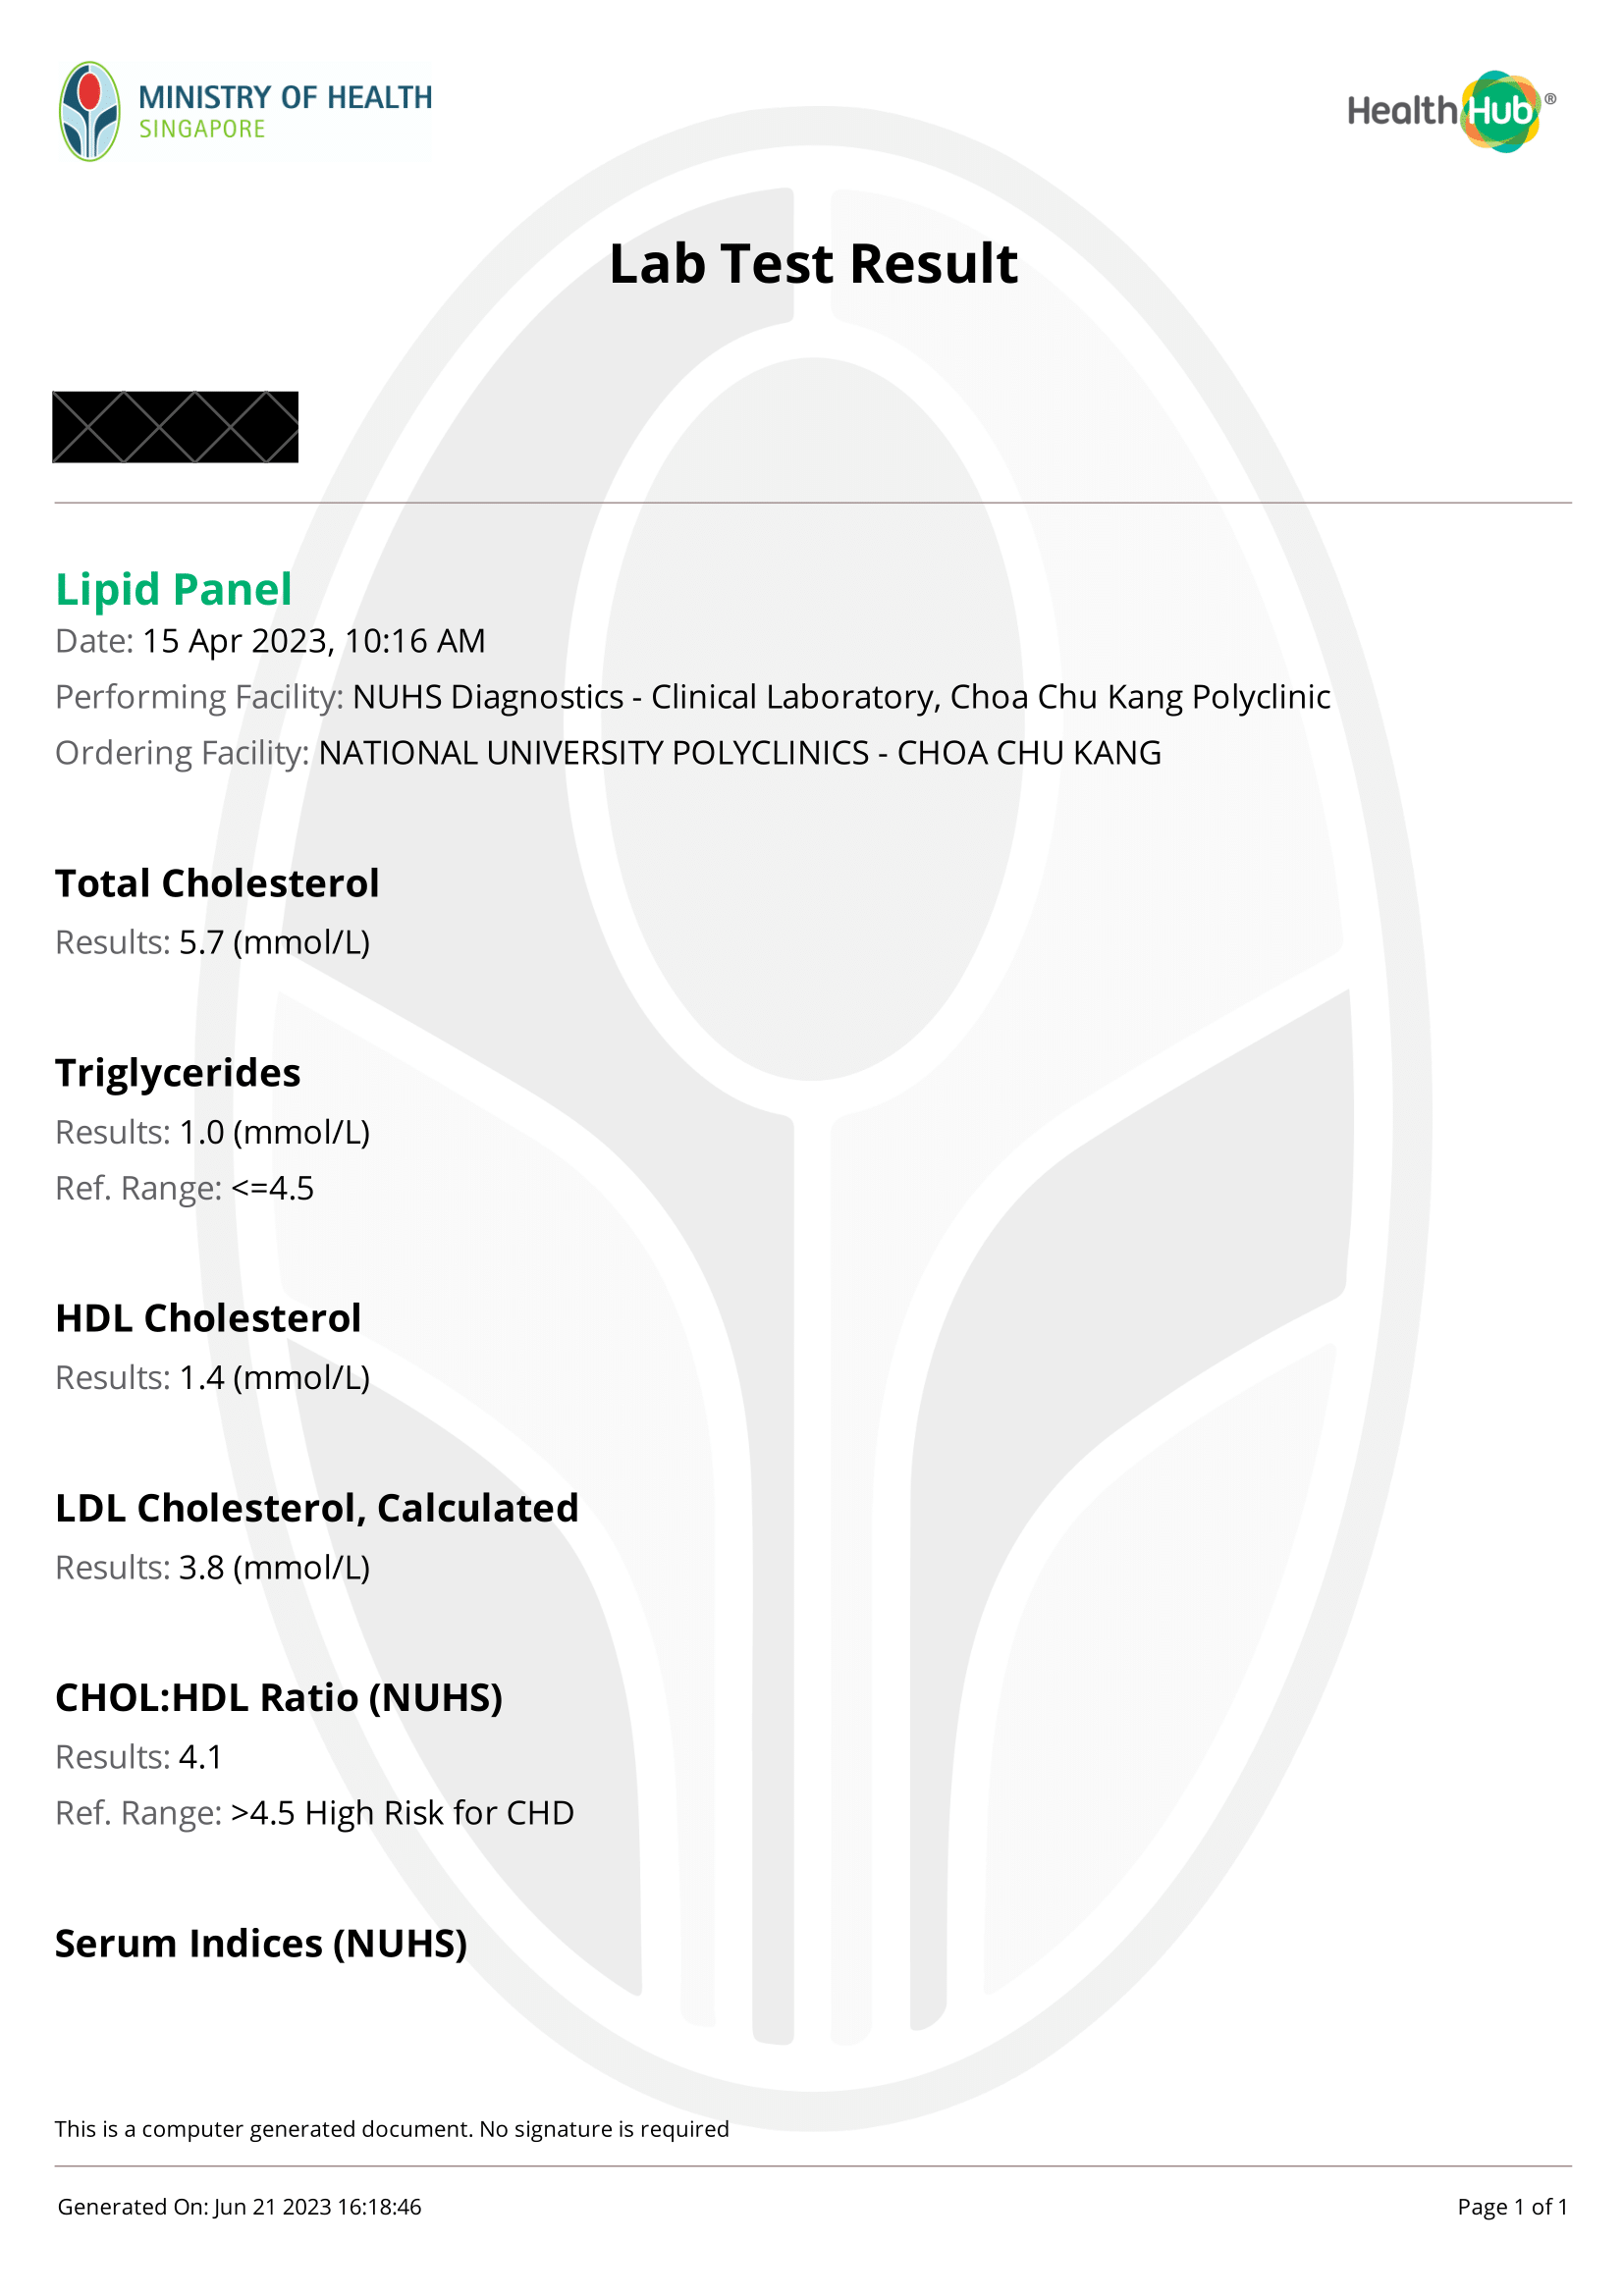 MINISTRY OF HEALTH
SINGAPORE
HealthHub®
Lab Test Result
Lipid Panel
Date: 15 Apr 2023, 10:16 AM
Performing Facility: NUHS Diagnostics - Clinical Laboratory, Choa Chu Kang Polyclinic
Ordering Facility: NATIONAL UNIVERSITY POLYCLINICS - CHOA CHU KANG
Total Cholesterol
Results: 5.7 (mmol/L)
Triglycerides
Results: 1.0 (mmol/L)
Ref. Range: <=4.5
HDL Cholesterol
Results: 1.4 (mmol/L)
LDL Cholesterol, Calculated
Results: 3.8 (mmol/L)
CHOL:HDL Ratio (NUHS)
Results: 4.1
Ref. Range: >4.5 High Risk for CHD
Serum Indices (NUHS)
This is a computer generated document. No signature is required
Generated On: Jun 21 2023 16:18:46
Page 1 of 1